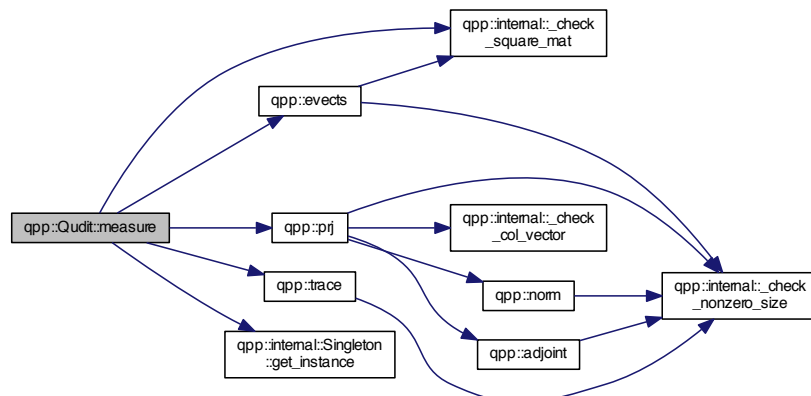 qpp::internal::_check
_square_mat
qpp::evects
qpp::Qudit::measure
qpp::prj
qpp::internal::_check
_col_vector
qpp::trace
qpp::norm
qpp::internal::_check
_nonzero_size
qpp::internal::Singleton
::get_instance
qpp::adjoint